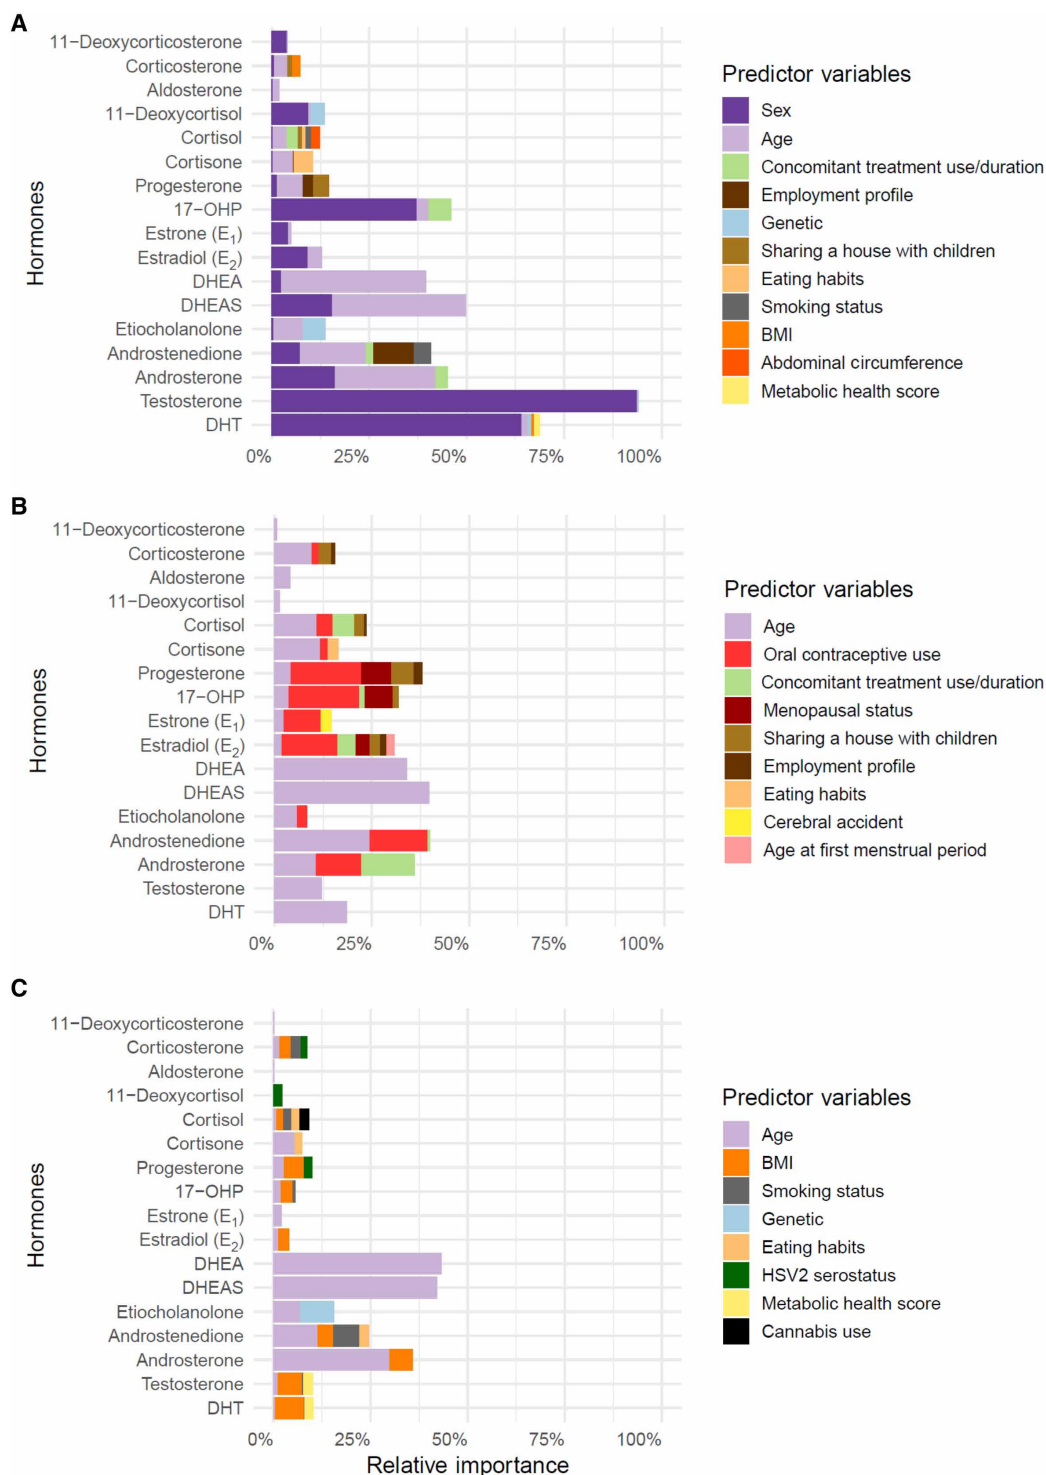 A
11−Deoxycorticosterone
Corticosterone
Aldosterone
11−Deoxycortisol
Cortisol
Cortisone
Progesterone
17−OHP
Estrone (E1)
Estradiol (E2)
DHEA
DHEAS
Etiocholanolone
Androstenedione
Androsterone
Testosterone
DHT
Hormones
0% 25% 50% 75% 100%
Predictor variables
Sex
Age
Concomitant treatment use/duration
Employment profile
Genetic
Sharing a house with children
Eating habits
Smoking status
BMI
Abdominal circumference
Metabolic health score
B
11−Deoxycorticosterone
Corticosterone
Aldosterone
11−Deoxycortisol
Cortisol
Cortisone
Progesterone
17−OHP
Estrone (E1)
Estradiol (E2)
DHEA
DHEAS
Etiocholanolone
Androstenedione
Androsterone
Testosterone
DHT
Hormones
0% 25% 50% 75% 100%
Predictor variables
Age
Oral contraceptive use
Concomitant treatment use/duration
Menopausal status
Sharing a house with children
Employment profile
Eating habits
Cerebral accident
Age at first menstrual period
C
11−Deoxycorticosterone
Corticosterone
Aldosterone
11−Deoxycortisol
Cortisol
Cortisone
Progesterone
17−OHP
Estrone (E1)
Estradiol (E2)
DHEA
DHEAS
Etiocholanolone
Androstenedione
Androsterone
Testosterone
DHT
Hormones
0% 25% 50% 75% 100%
Relative importance
Predictor variables
Age
BMI
Smoking status
Genetic
Eating habits
HSV2 serostatus
Metabolic health score
Cannabis use